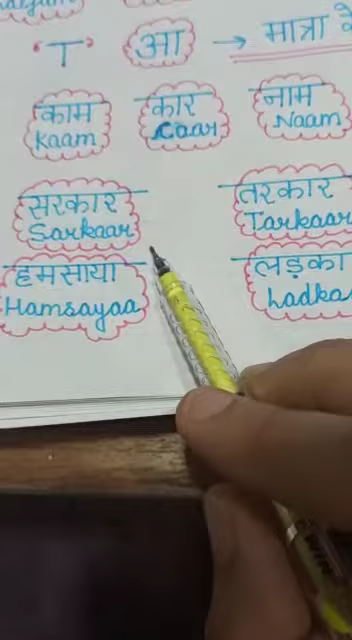 'ा' आ → मात्रा के
काम कार नाम
Kaam Caar Naam
सरकार तरकार
Sarkaar Tarkaar
हमसाया लड़का
Hamsayaa Ladka